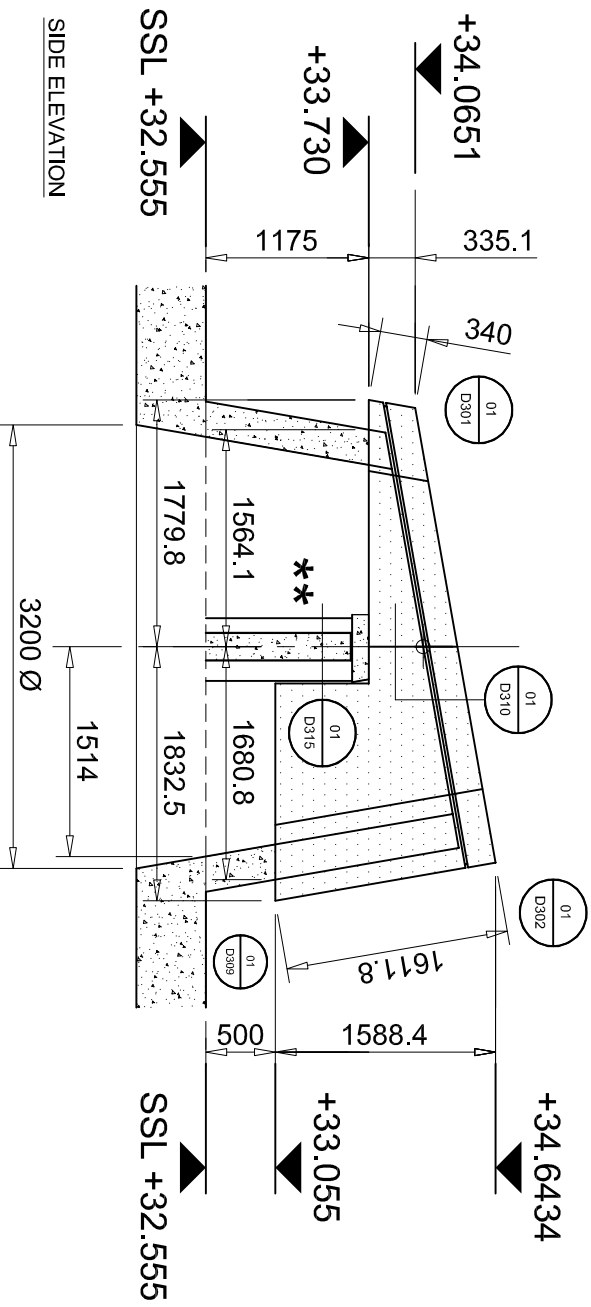 +34.0651
+33.730
SSL +32.555
335.1
1175
340
01
D301
01
D310
01
D302
01
D315
01
D309
**
1564.1
1779.8
1680.8
1832.5
1514
3200 Ø
1611.8
1588.4
500
+34.6434
+33.055
SSL +32.555
SIDE ELEVATION